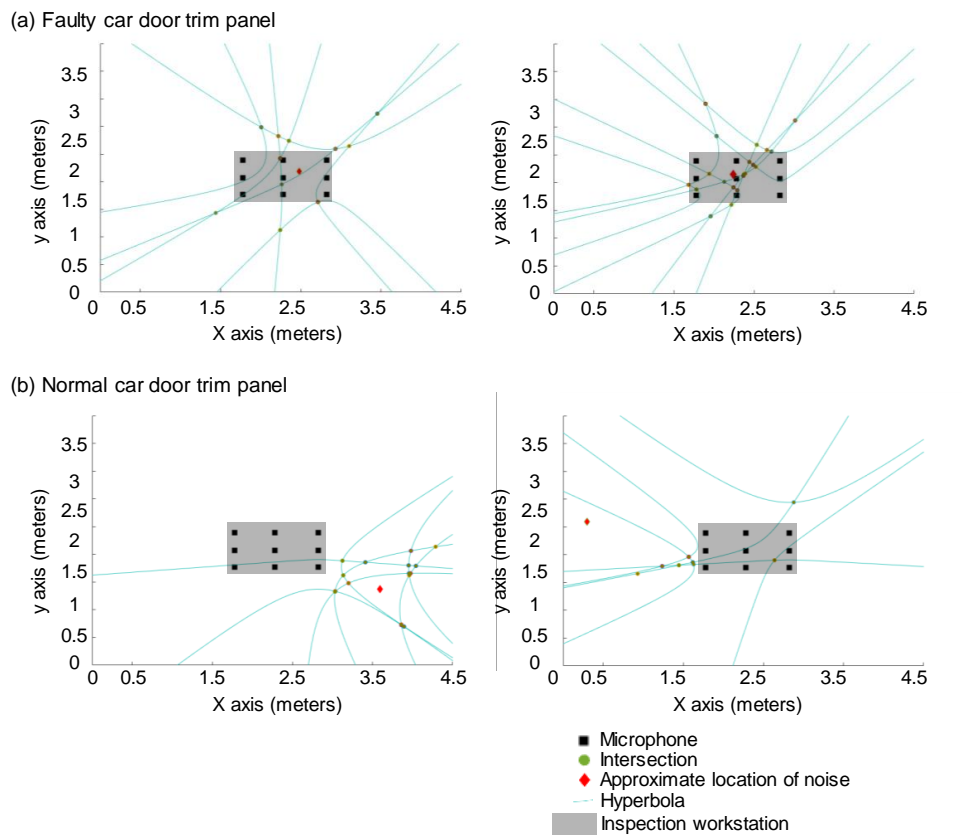 (a) Faulty car door trim panel
3.5
3
2.5
2
1.5
1
0.5
0
y axis (meters)
0 1.5 2.5 3.5 4.5
X axis (meters)
3.5
3
2.5
2
1.5
1
0.5
0
y axis (meters)
0 1.5 2.5 3.5 4.5
X axis (meters)
(b) Normal car door trim panel
3.5
3
2.5
2
1.5
1
0.5
0
y axis (meters)
0 0.5 1.5 2.5 3.5 4.5
X axis (meters)
3.5
3
2.5
2
1.5
1
0.5
0
y axis (meters)
0 0.5 1.5 2.5 3.5 4.5
X axis (meters)
Microphone
Intersection
Approximate location of noise
Hyperbola
Inspection workstation